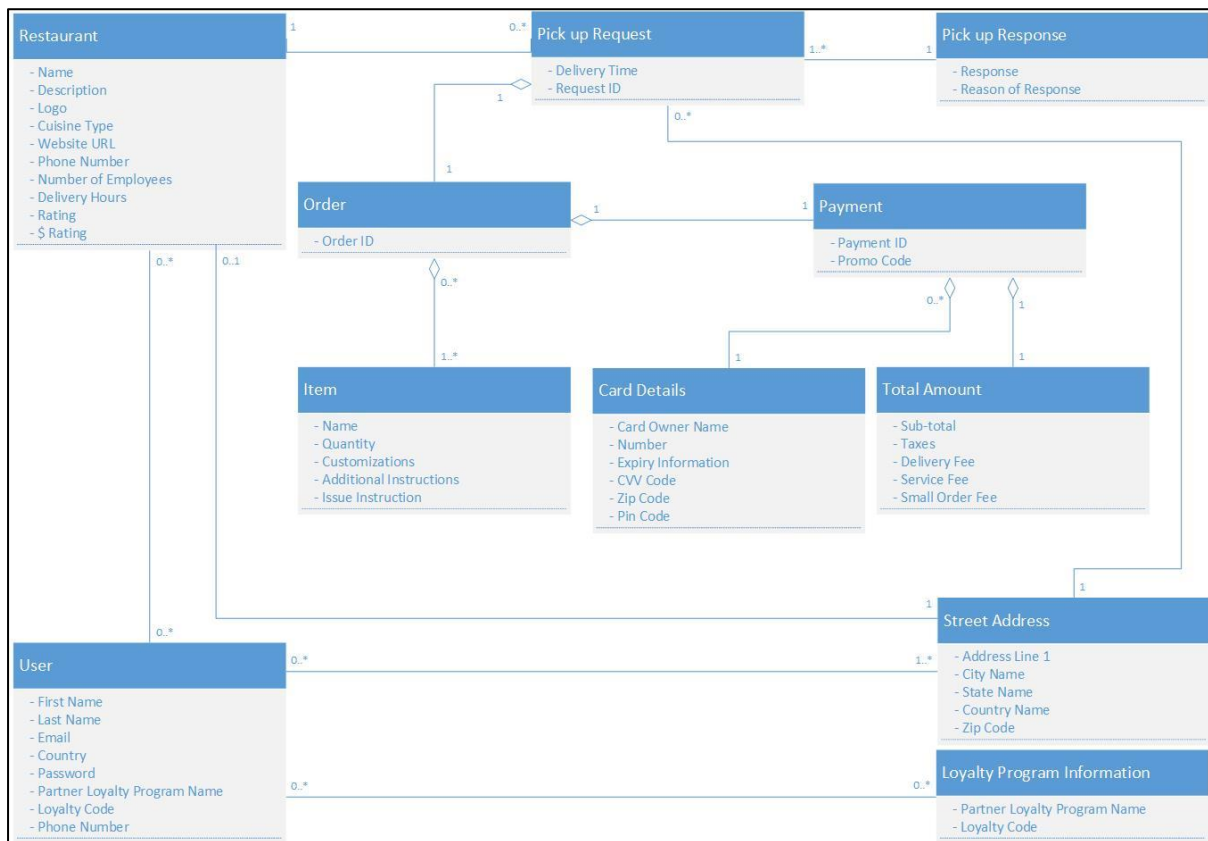 Restaurant
- Name
- Description
- Logo
- Cuisine Type
- Website URL
- Phone Number
- Number of Employees
- Delivery Hours
- Rating
- $ Rating
1
0..*
Pick up Request
- Delivery Time
- Request ID
1..*
1
Pick up Response
- Response
- Reason of Response
1
0..*
1
Order
- Order ID
1
1
Payment
- Payment ID
- Promo Code
0..*
0..1
0..*
0..*
1
1..*
1
1
Item
- Name
- Quantity
- Customizations
- Additional Instructions
- Issue Instruction
Card Details
- Card Owner Name
- Number
- Expiry Information
- CVV Code
- Zip Code
- Pin Code
Total Amount
- Sub-total
- Taxes
- Delivery Fee
- Service Fee
- Small Order Fee
1
1
0..*
Street Address
- Address Line 1
- City Name
- State Name
- Country Name
- Zip Code
User
- First Name
- Last Name
- Email
- Country
- Password
- Partner Loyalty Program Name
- Loyalty Code
- Phone Number
0..*
1..*
0..*
0..*
Loyalty Program Information
- Partner Loyalty Program Name
- Loyalty Code